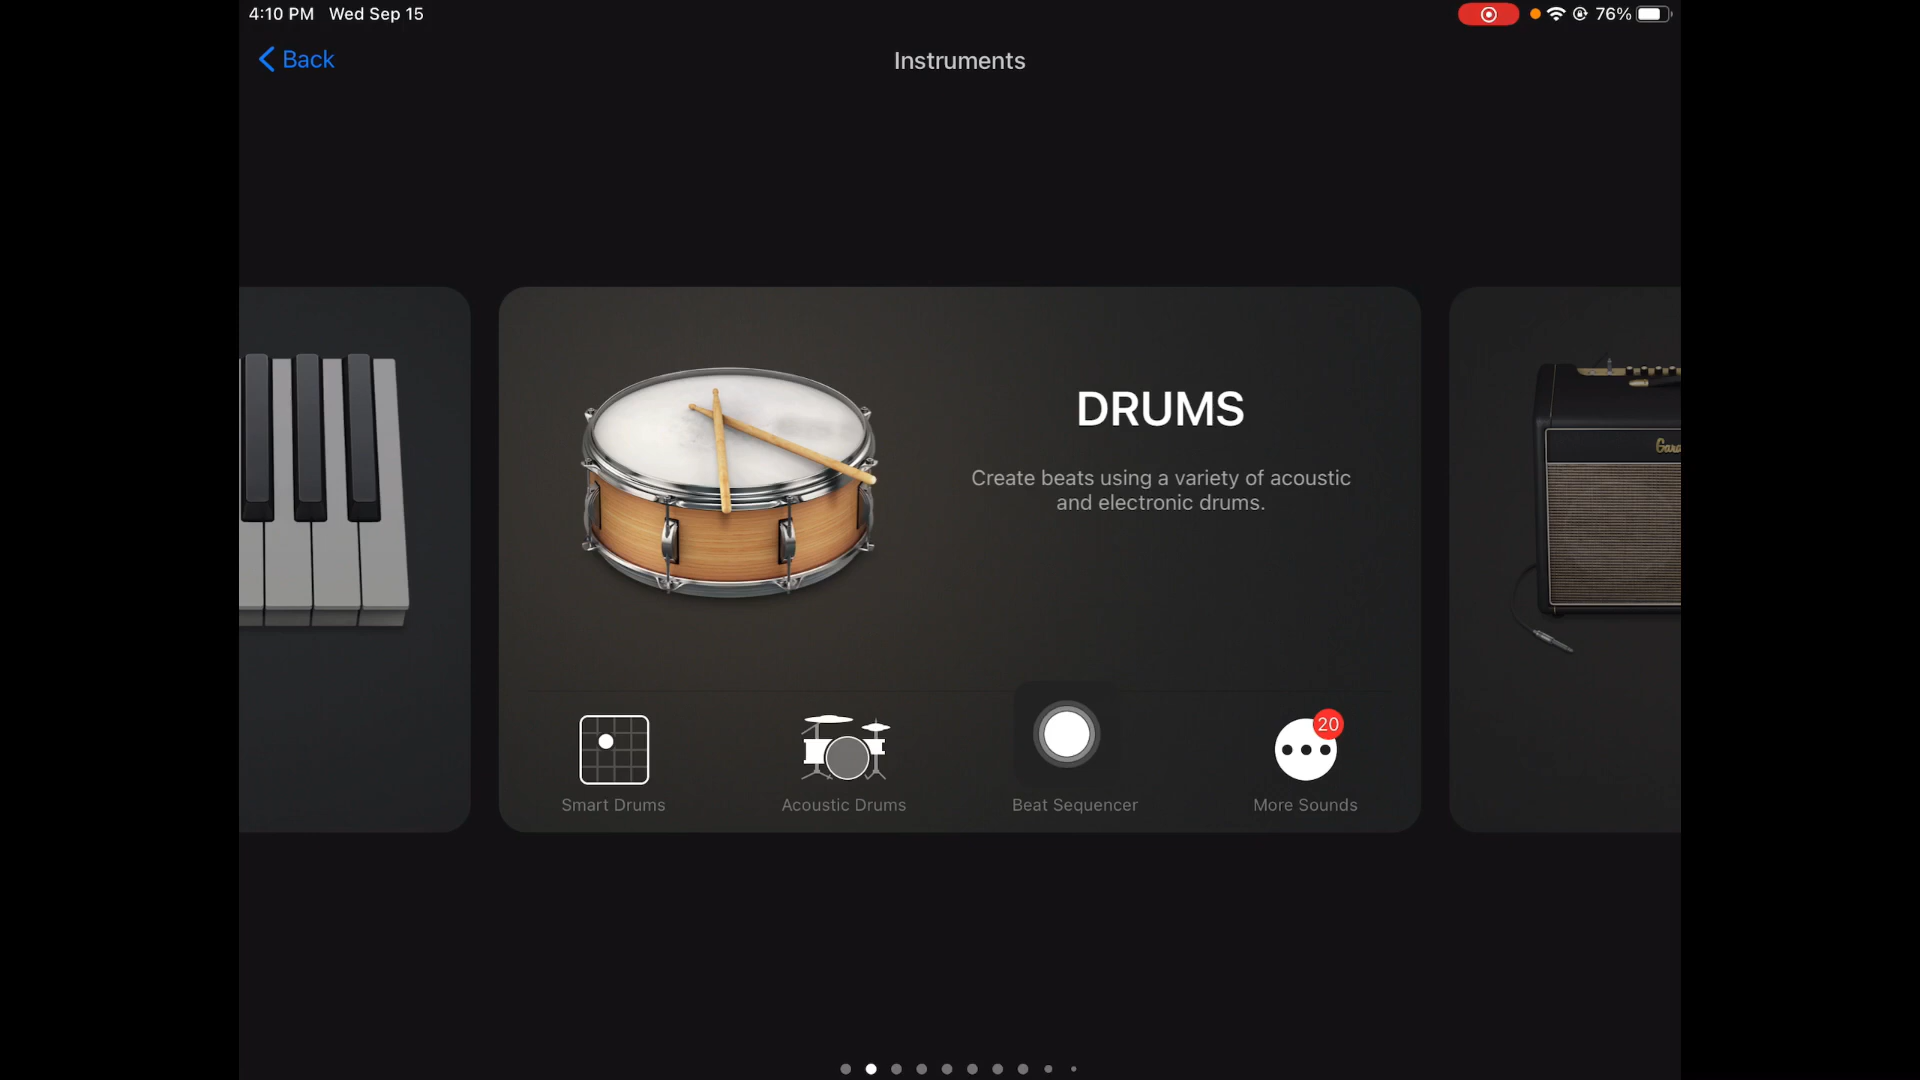 4:10 PM Wed Sep 15
76%
Back
Instruments
DRUMS
Create beats using a variety of acoustic
and electronic drums.
20
Smart Drums
Acoustic Drums
Beat Sequencer
More Sounds